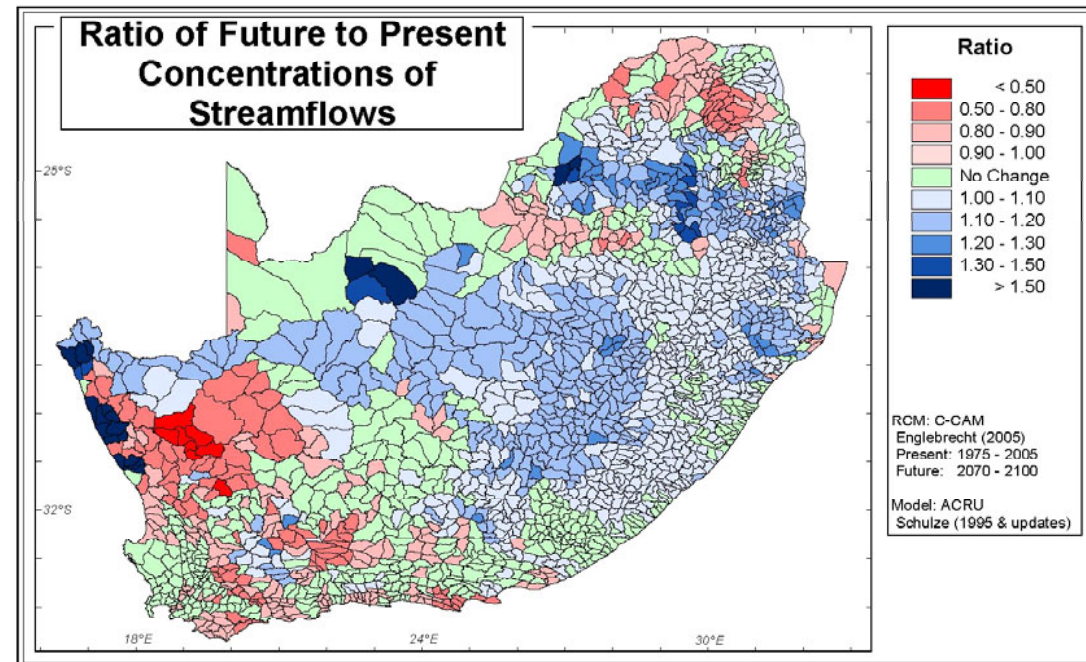 Ratio of Future to Present
Concentrations of
Streamflows
Ratio
< 0.50
0.50 - 0.80
0.80 - 0.90
0.90 - 1.00
No Change
1.00 - 1.10
1.10 - 1.20
1.20 - 1.30
1.30 - 1.50
> 1.50
25°S
32°S
18°E
24°E
30°E
RCM: C-CAM
Englebrecht (2005)
Present: 1975 - 2005
Future: 2070 - 2100
Model: ACRU
Schulze (1995 & updates)